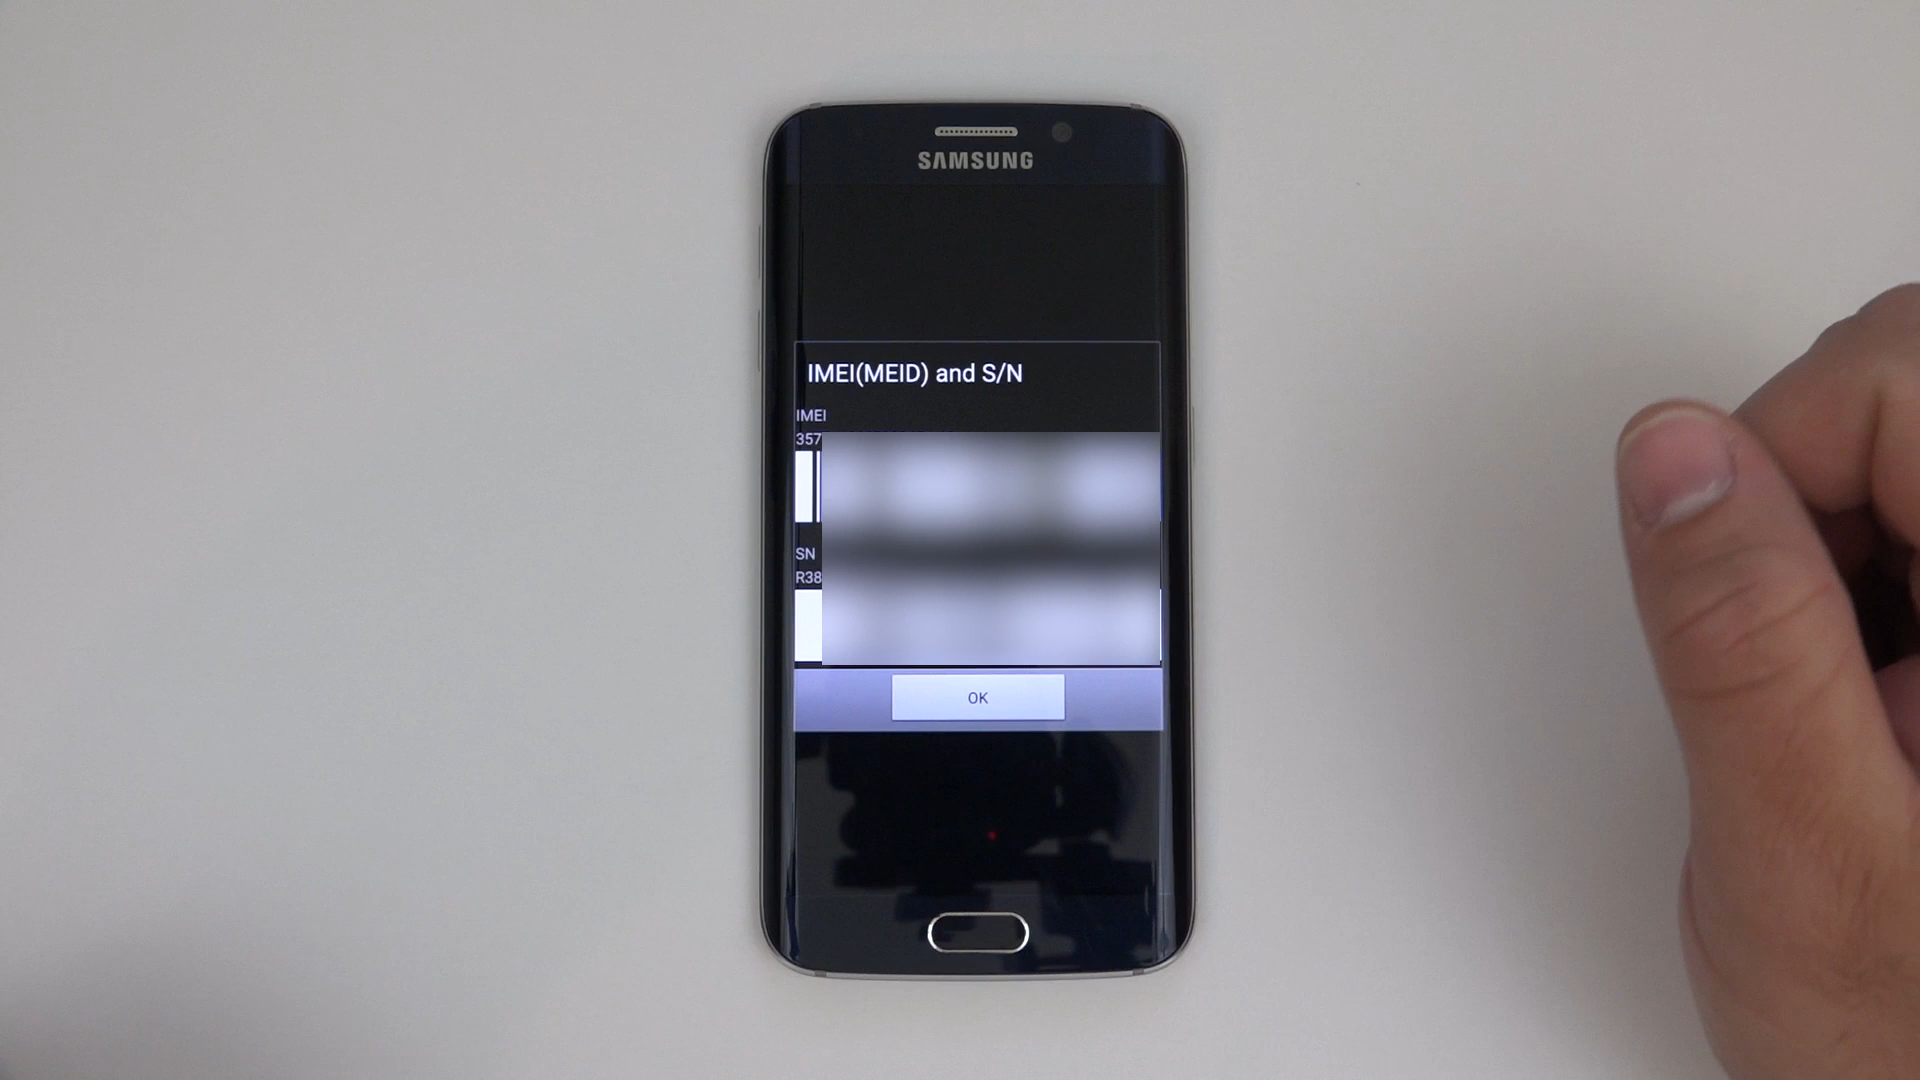 SAMSUNG
IMEI(MEID) and S/N
IMEI
357
SN
R38
OK